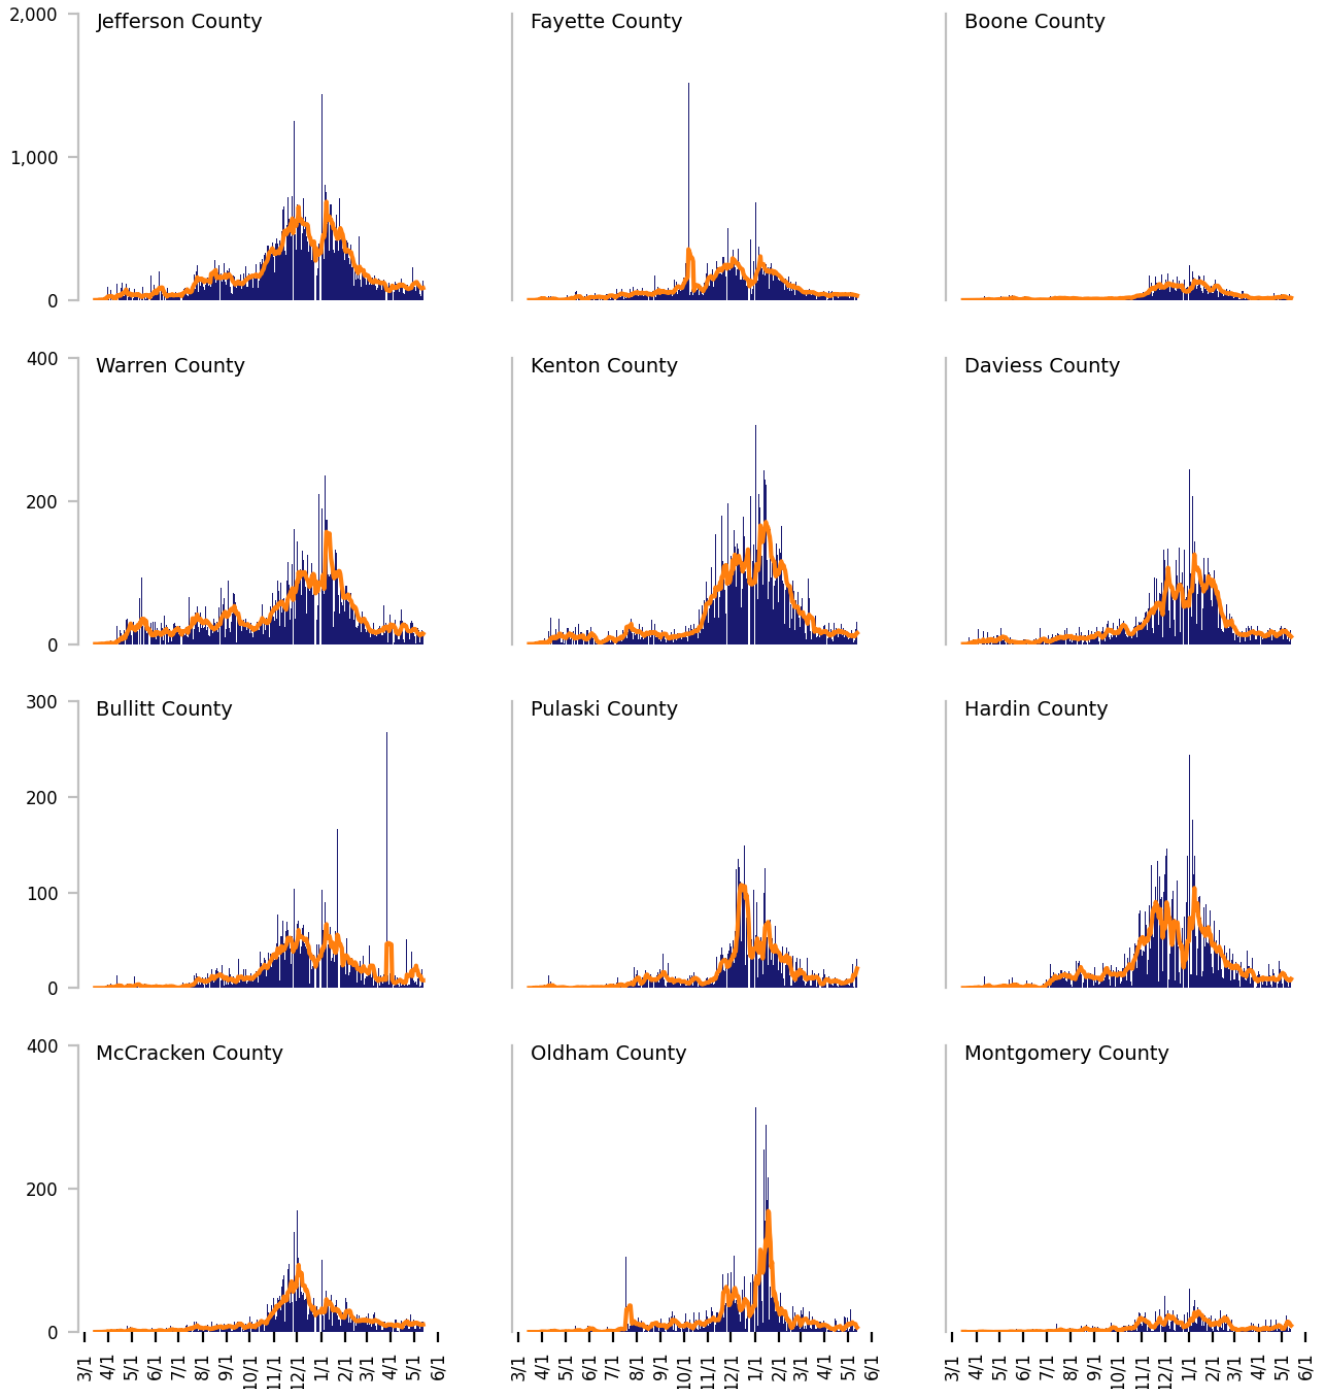 2,000
Jefferson County
Fayette County
Boone County
1,000
0
400
Warren County
Kenton County
Daviess County
200
0
300
Bullitt County
Pulaski County
Hardin County
200
100
0
400
McCracken County
Oldham County
Montgomery County
200
0
3/1 4/1 5/1 6/1 7/1 8/1 9/1 10/1 11/1 12/1 1/1 2/1 3/1 4/1 5/1 6/1
3/1 4/1 5/1 6/1 7/1 8/1 9/1 10/1 11/1 12/1 1/1 2/1 3/1 4/1 5/1 6/1
3/1 4/1 5/1 6/1 7/1 8/1 9/1 10/1 11/1 12/1 1/1 2/1 3/1 4/1 5/1 6/1